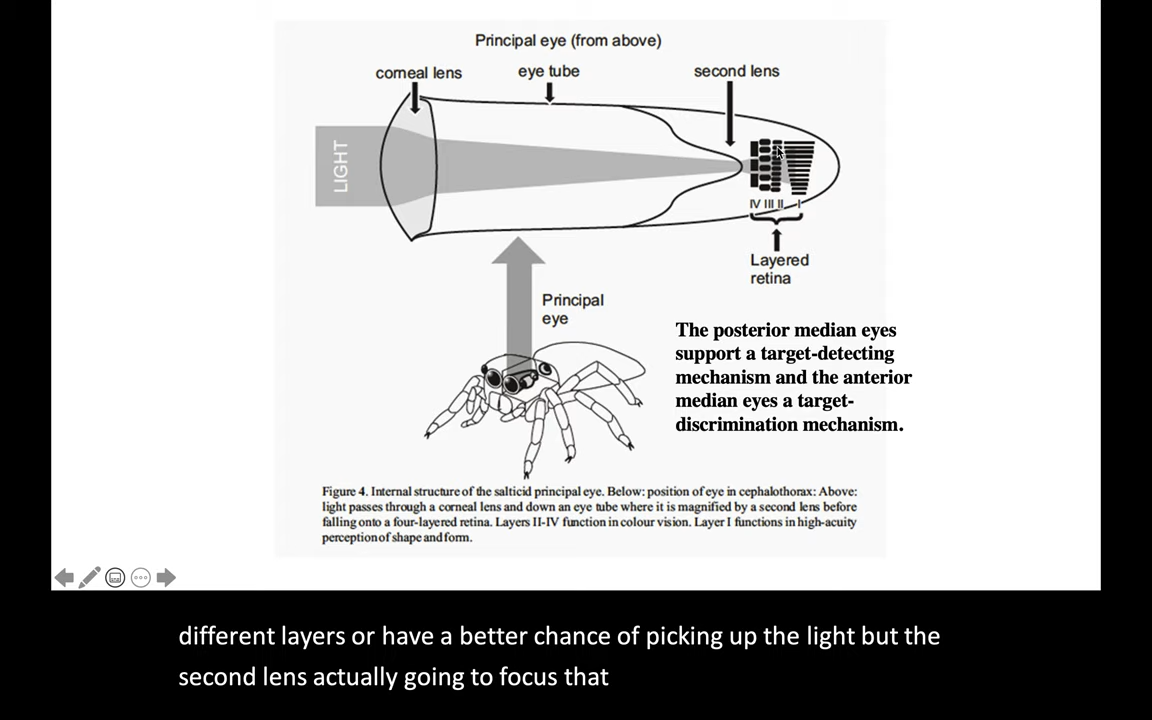 Principal eye (from above)
corneal lens
eye tube
second lens
LIGHT
IV III II I
Layered
retina
Principal
eye
The posterior median eyes
support a target-detecting
mechanism and the anterior
median eyes a target-
discrimination mechanism.
Figure 4. Internal structure of the salticid principal eye. Below: position of eye in cephalothorax: Above:
light passes through a corneal lens and down an eye tube where it is magnified by a second lens before
falling onto a four-layered retina. Layers II-IV function in colour vision. Layer I functions in high-acuity
perception of shape and form.
different layers or have a better chance of picking up the light but the
second lens actually going to focus that